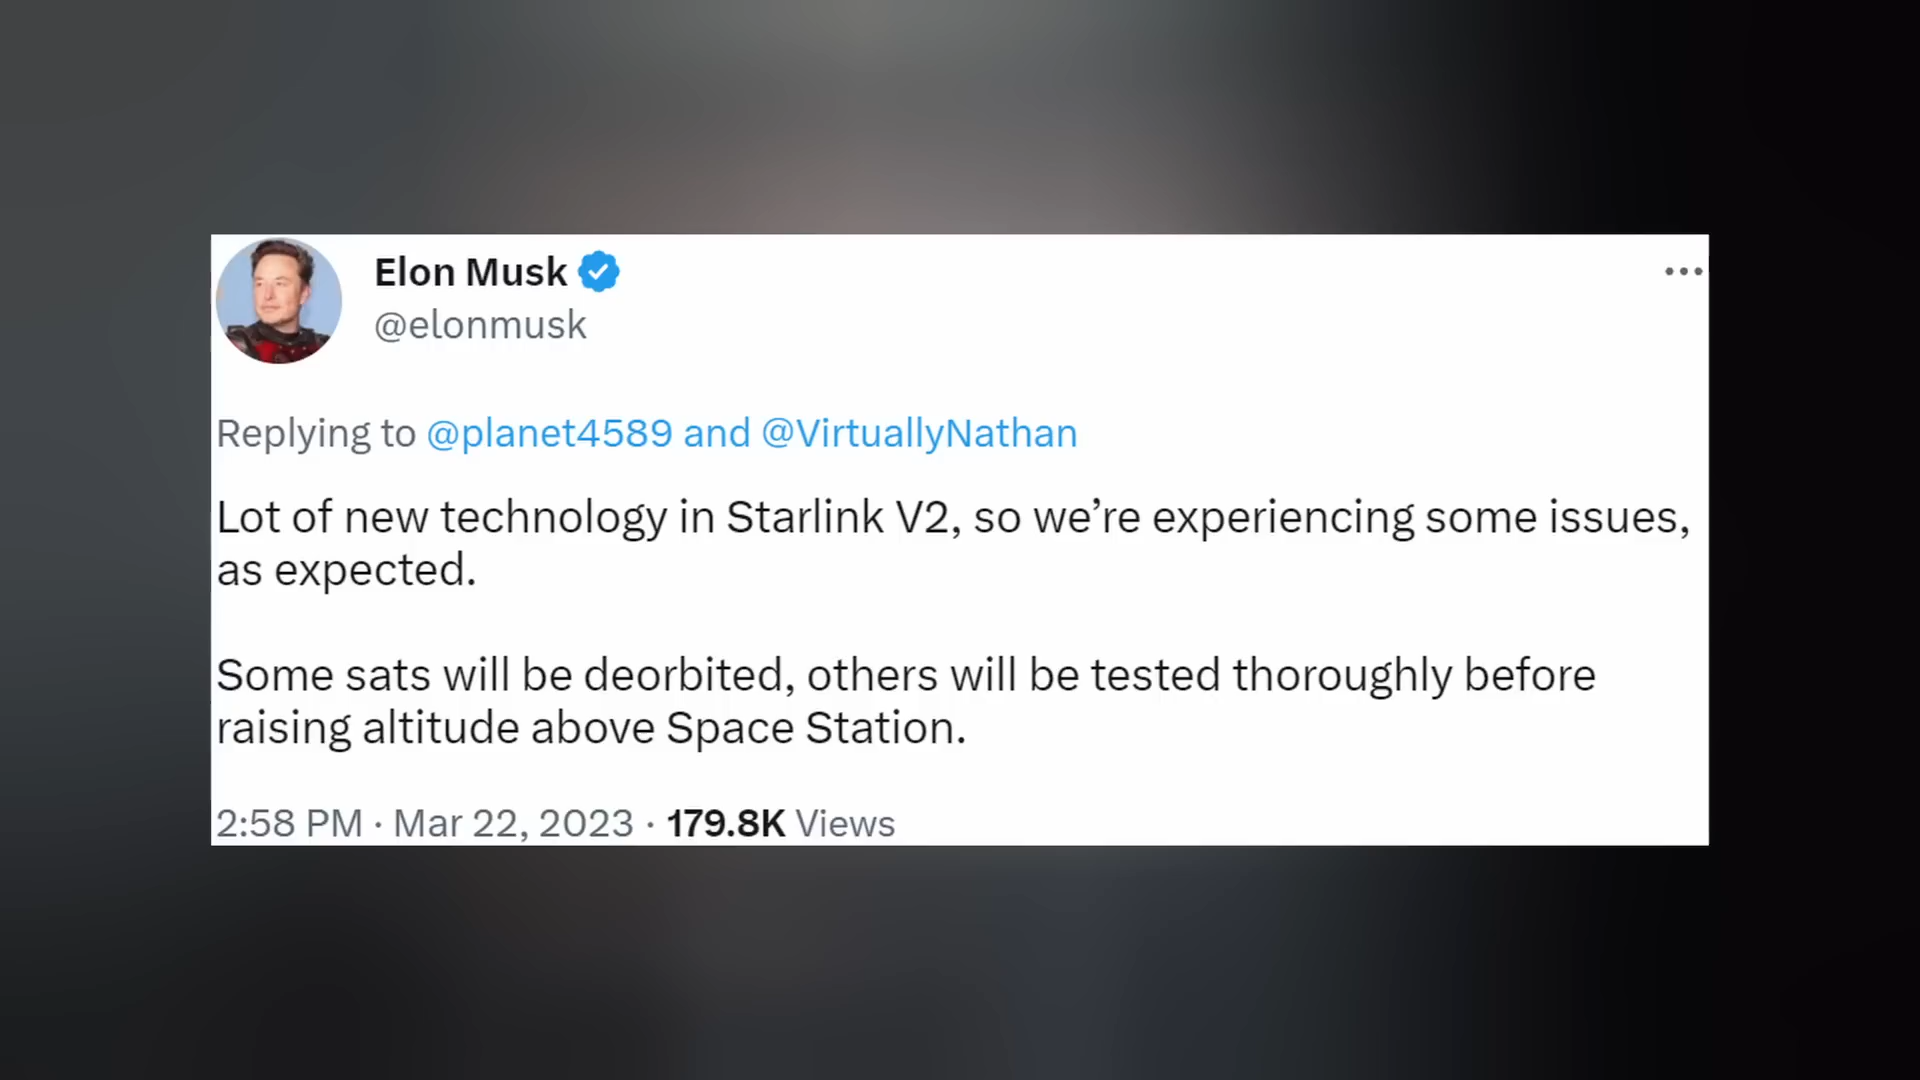 Elon Musk
@elonmusk
Replying to @planet4589 and @VirtuallyNathan
Lot of new technology in Starlink V2, so we’re experiencing some issues,
as expected.
Some sats will be deorbited, others will be tested thoroughly before
raising altitude above Space Station.
2:58 PM · Mar 22, 2023 · 179.8K Views